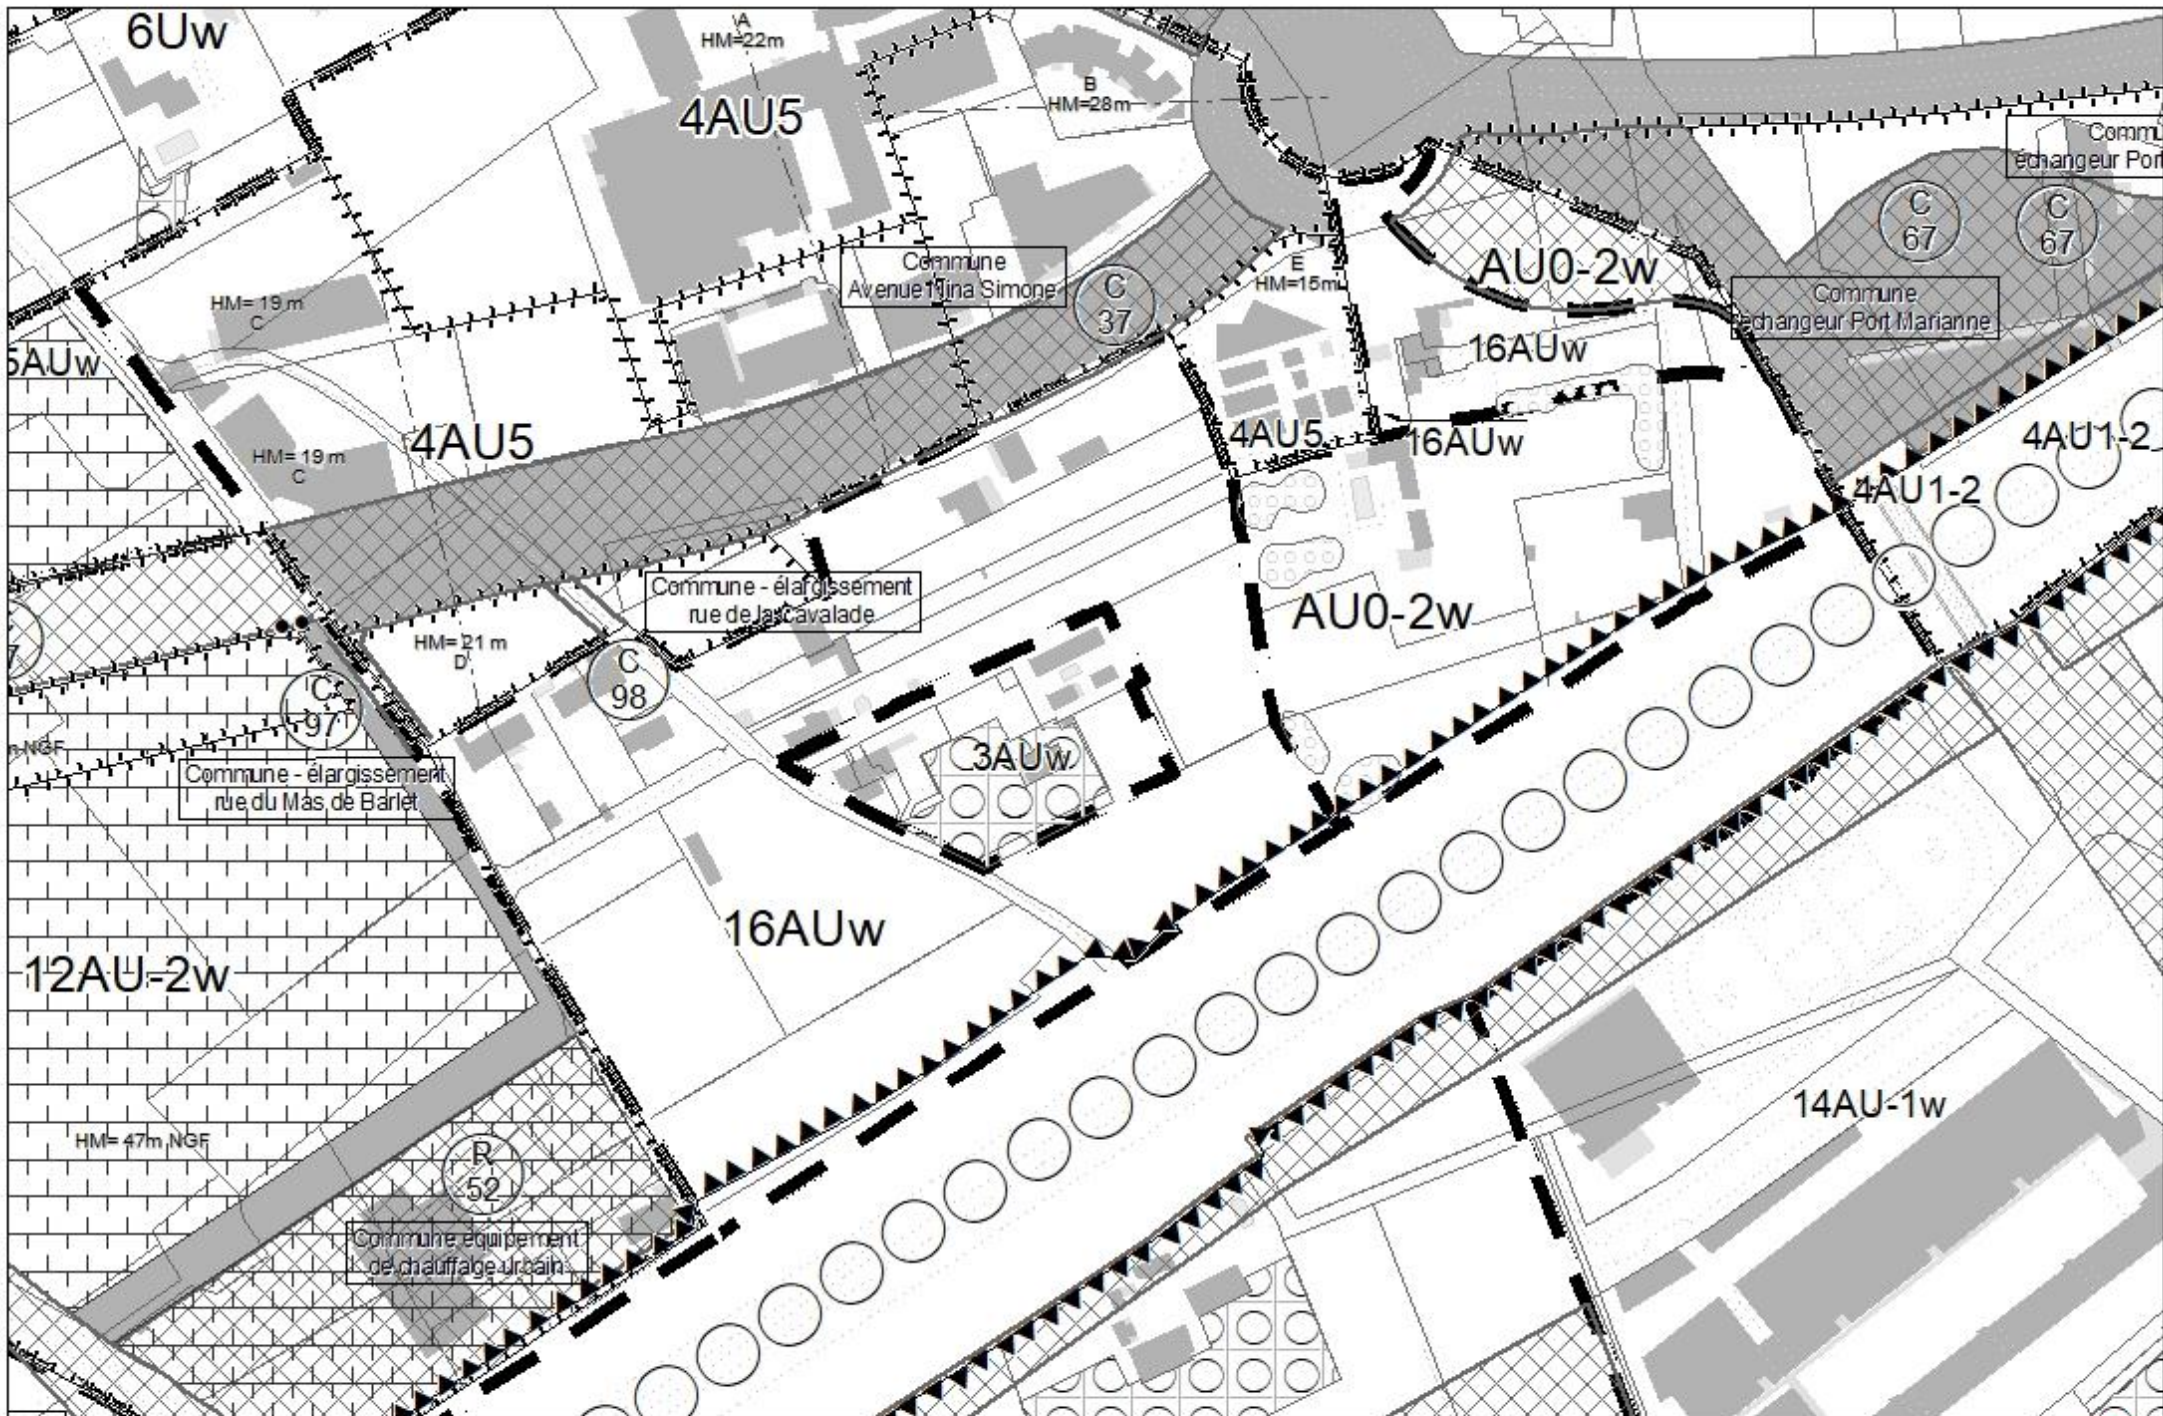 6Uw
A
HM=22m
4AU5
B
HM=28m
Commu
échangeur Port
C
67
C
67
Commune
Avenue Nina Simone
C
37
E
HM=15m
AU0-2w
Commune
échangeur Port Marianne
HM= 19 m
C
5AUw
16AUw
4AU5
HM= 19 m
C
4AU5
16AUw
4AU1-2
4AU1-2
Commune - élargissement
rue de la cavalade
AU0-2w
7
HM= 21 m
D
C
98
C
97
m NGF
Commune - élargissement
rue du Mas de Barlet
3AUw
16AUw
12AU-2w
14AU-1w
HM= 47m NGF
R
52
Commune équipement
de chauffage urbain